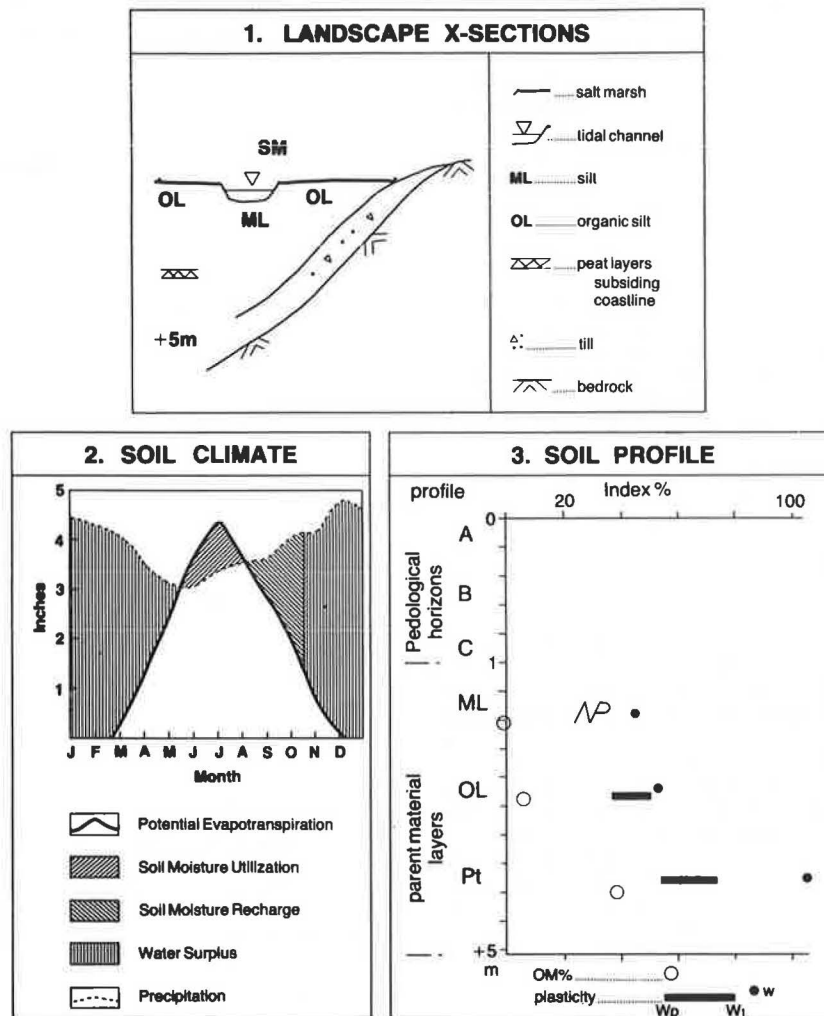 1. LANDSCAPE X-SECTIONS
SM
OL
OL
ML
+5m
salt marsh
tidal channel
ML silt
OL organic silt
peat layers
subsiding
coastline
till
bedrock
2. SOIL CLIMATE
5
4
3
2
1
Inches
J F M A M J J A S O N D
Month
Potential Evapotranspiration
Soil Moisture Utilization
Soil Moisture Recharge
Water Surplus
Precipitation
3. SOIL PROFILE
profile
Index %
20
100
0
A
B
C
Pedological
horizons
1
ML
NP
OL
Pt
parent material
layers
+5
m
OM%
plasticity
w
Wp
Wl